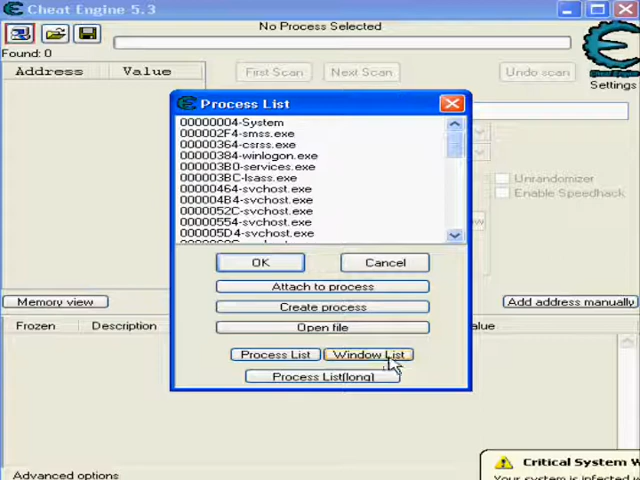 Cheat Engine 5.3
No Process Selected
Found: 0
Address Value
First Scan Next Scan Undo scan
Cheat Engine
Settings
Process List
00000004-System
000002F4-smss.exe
00000364-csrss.exe
00000384-winlogon.exe
000003B0-services.exe
000003BC-lsass.exe
00000464-svchost.exe
000004B4-svchost.exe
0000052C-svchost.exe
00000554-svchost.exe
000005D4-svchost.exe
Unrandomizer
Enable Speedhack
OK Cancel
Attach to process
Create process
Open file
Process List Window List
Process List(long)
Memory view
Add address manually
Frozen Description
alue
Critical System W
Your system is infected w
Advanced options